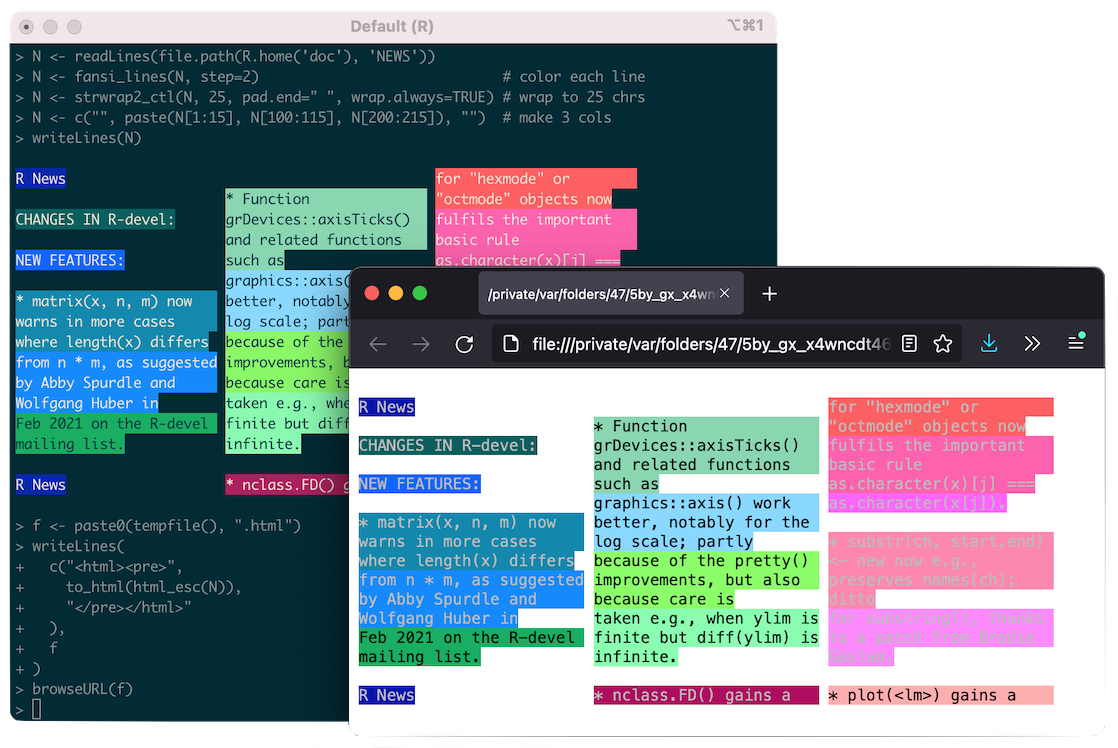 Default (R)
⌥⌘1
> N <- readLines(file.path(R.home('doc'), 'NEWS'))
> N <- fansi_lines(N, step=2) # color each line
> N <- strwrap2_ctl(N, 25, pad.end=" ", wrap.always=TRUE) # wrap to 25 chrs
> N <- c("", paste(N[1:15], N[100:115], N[200:215]), "") # make 3 cols
> writeLines(N)
R News
CHANGES IN R-devel:
NEW FEATURES:
* matrix(x, n, m) now
warns in more cases
where length(x) differs
from n * m, as suggested
by Abby Spurdle and
Wolfgang Huber in
Feb 2021 on the R-devel
mailing list.
R News
* Function
grDevices::axisTicks()
and related functions
such as
graphics::axis(
better, notably
log scale; part
because of the
improvements, b
because care is
taken e.g., whe
finite but diff
infinite.
* nclass.FD() g
for "hexmode" or
"octmode" objects now
fulfils the important
basic rule
as.character(x)[j] ===
> f <- paste0(tempfile(), ".html")
> writeLines(
+ c("<html><pre>",
+ to_html(html_esc(N)),
+ "</pre></html>"
+ ),
+ f
+ )
> browseURL(f)
>
/private/var/folders/47/5by_gx_x4wn
file:///private/var/folders/47/5by_gx_x4wncdt46
R News
CHANGES IN R-devel:
NEW FEATURES:
* matrix(x, n, m) now
warns in more cases
where length(x) differs
from n * m, as suggested
by Abby Spurdle and
Wolfgang Huber in
Feb 2021 on the R-devel
mailing list.
R News
* Function
grDevices::axisTicks()
and related functions
such as
graphics::axis() work
better, notably for the
log scale; partly
because of the pretty()
improvements, but also
because care is
taken e.g., when ylim is
finite but diff(ylim) is
infinite.
* nclass.FD() gains a
for "hexmode" or
"octmode" objects now
fulfils the important
basic rule
as.character(x)[j] ===
as.character(x[j]).
* substr(ch, start,end)
<- new now e.g.,
preserves names(ch);
ditto
for substring(), thanks
to a patch from Brodie
Gaslam.
* plot(<lm>) gains a